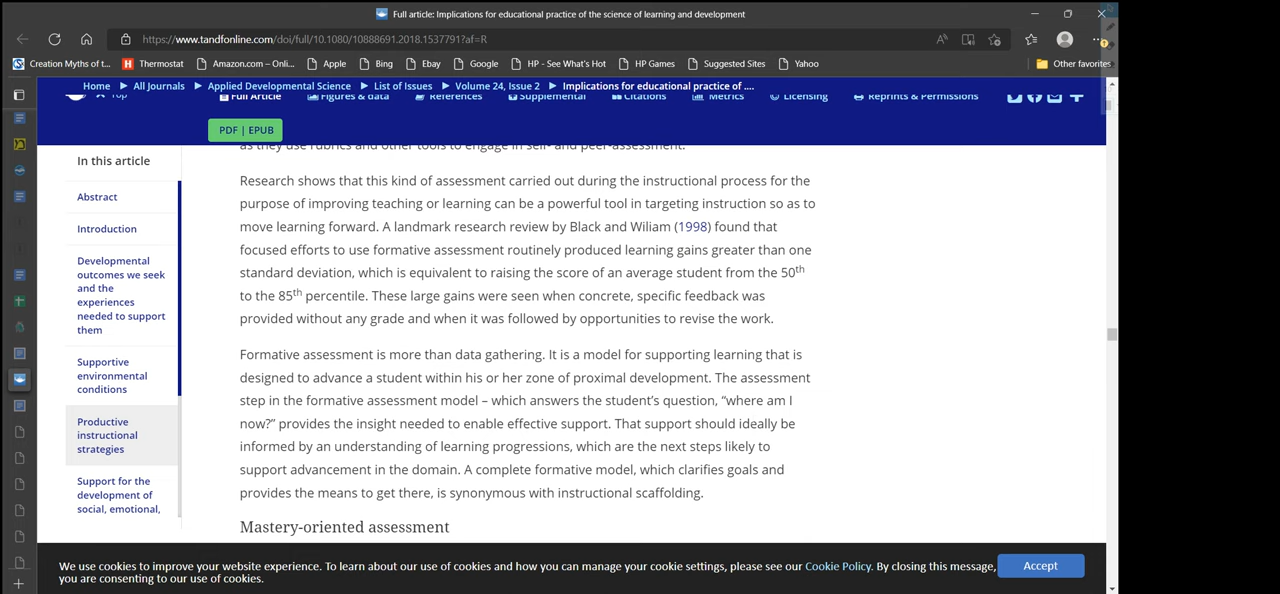 Full article: Implications for educational practice of the science of learning and development
https://www.tandfonline.com/doi/full/10.1080/10888691.2018.1537791?af=R
Creation Myths of t... Thermostat Amazon.com – Onli... Apple Bing Ebay Google HP - See What's Hot HP Games Suggested Sites Yahoo Other favorites
Home ▶ All Journals ▶ Applied Developmental Science ▶ List of Issues ▶ Volume 24, Issue 2 ▶ Implications for educational practice of ....
Top Full Article Figures & data References Supplemental Citations Metrics Licensing Reprints & Permissions
PDF | EPUB
In this article
Abstract
Introduction
Developmental
outcomes we seek
and the
experiences
needed to support
them
Supportive
environmental
conditions
Productive
instructional
strategies
Support for the
development of
social, emotional,
as they use rubrics and other tools to engage in self- and peer-assessment.
Research shows that this kind of assessment carried out during the instructional process for the
purpose of improving teaching or learning can be a powerful tool in targeting instruction so as to
move learning forward. A landmark research review by Black and Wiliam (1998) found that
focused efforts to use formative assessment routinely produced learning gains greater than one
standard deviation, which is equivalent to raising the score of an average student from the 50th
to the 85th percentile. These large gains were seen when concrete, specific feedback was
provided without any grade and when it was followed by opportunities to revise the work.
Formative assessment is more than data gathering. It is a model for supporting learning that is
designed to advance a student within his or her zone of proximal development. The assessment
step in the formative assessment model – which answers the student's question, "where am I
now?" provides the insight needed to enable effective support. That support should ideally be
informed by an understanding of learning progressions, which are the next steps likely to
support advancement in the domain. A complete formative model, which clarifies goals and
provides the means to get there, is synonymous with instructional scaffolding.
Mastery-oriented assessment
We use cookies to improve your website experience. To learn about our use of cookies and how you can manage your cookie settings, please see our Cookie Policy. By closing this message,
you are consenting to our use of cookies.
Accept